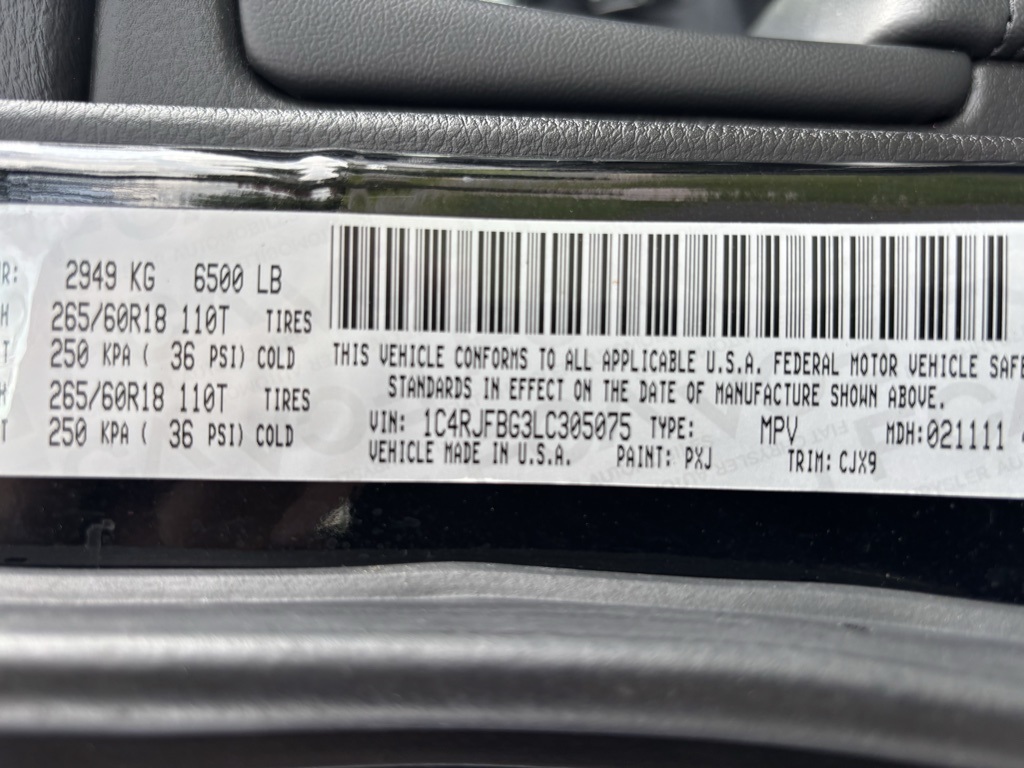 R: 2949 KG 6500 LB
H 265/60R18 110T TIRES
T 250 KPA ( 36 PSI) COLD
H 265/60R18 110T TIRES
T 250 KPA ( 36 PSI) COLD
THIS VEHICLE CONFORMS TO ALL APPLICABLE U.S.A. FEDERAL MOTOR VEHICLE SAFE
STANDARDS IN EFFECT ON THE DATE OF MANUFACTURE SHOWN ABOVE.
VIN: 1C4RJFBG3LC305075 TYPE: MPV MDH:021111
VEHICLE MADE IN U.S.A. PAINT: PXJ TRIM: CJX9